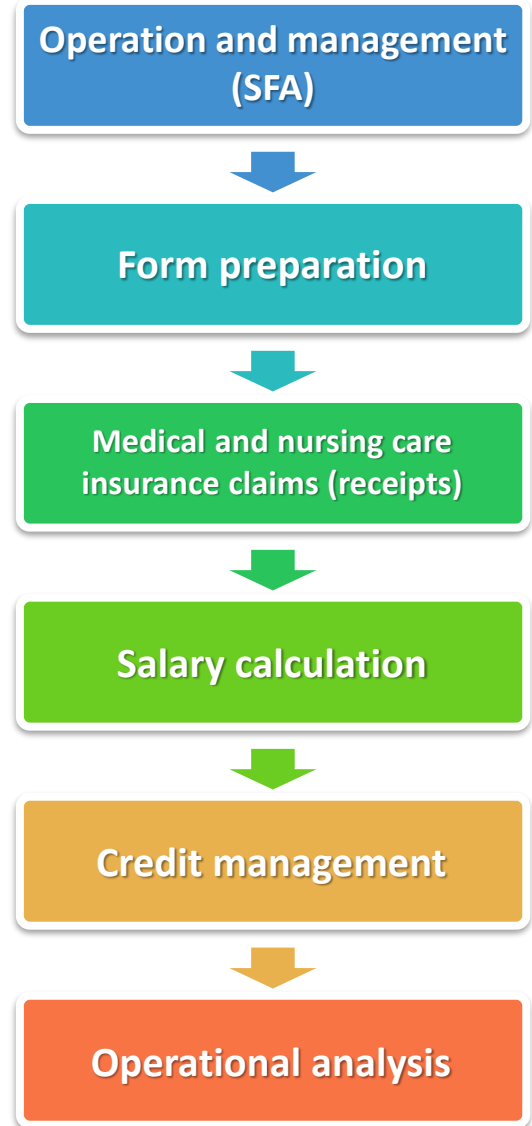 Operation and management
(SFA)
Form preparation
Medical and nursing care
insurance claims (receipts)
Salary calculation
Credit management
Operational analysis